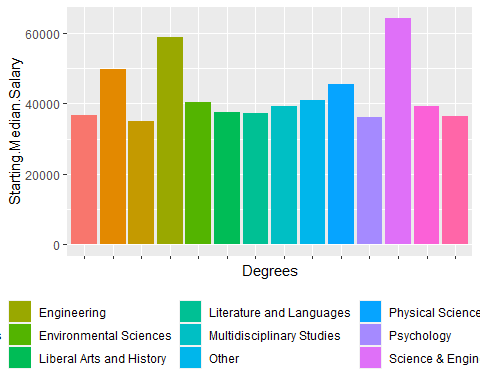 60000
40000
20000
0
Starting.Median.Salary
Degrees
Engineering
Literature and Languages
Physical Science
s
Environmental Sciences
Multidisciplinary Studies
Psychology
Liberal Arts and History
Other
Science & Engin